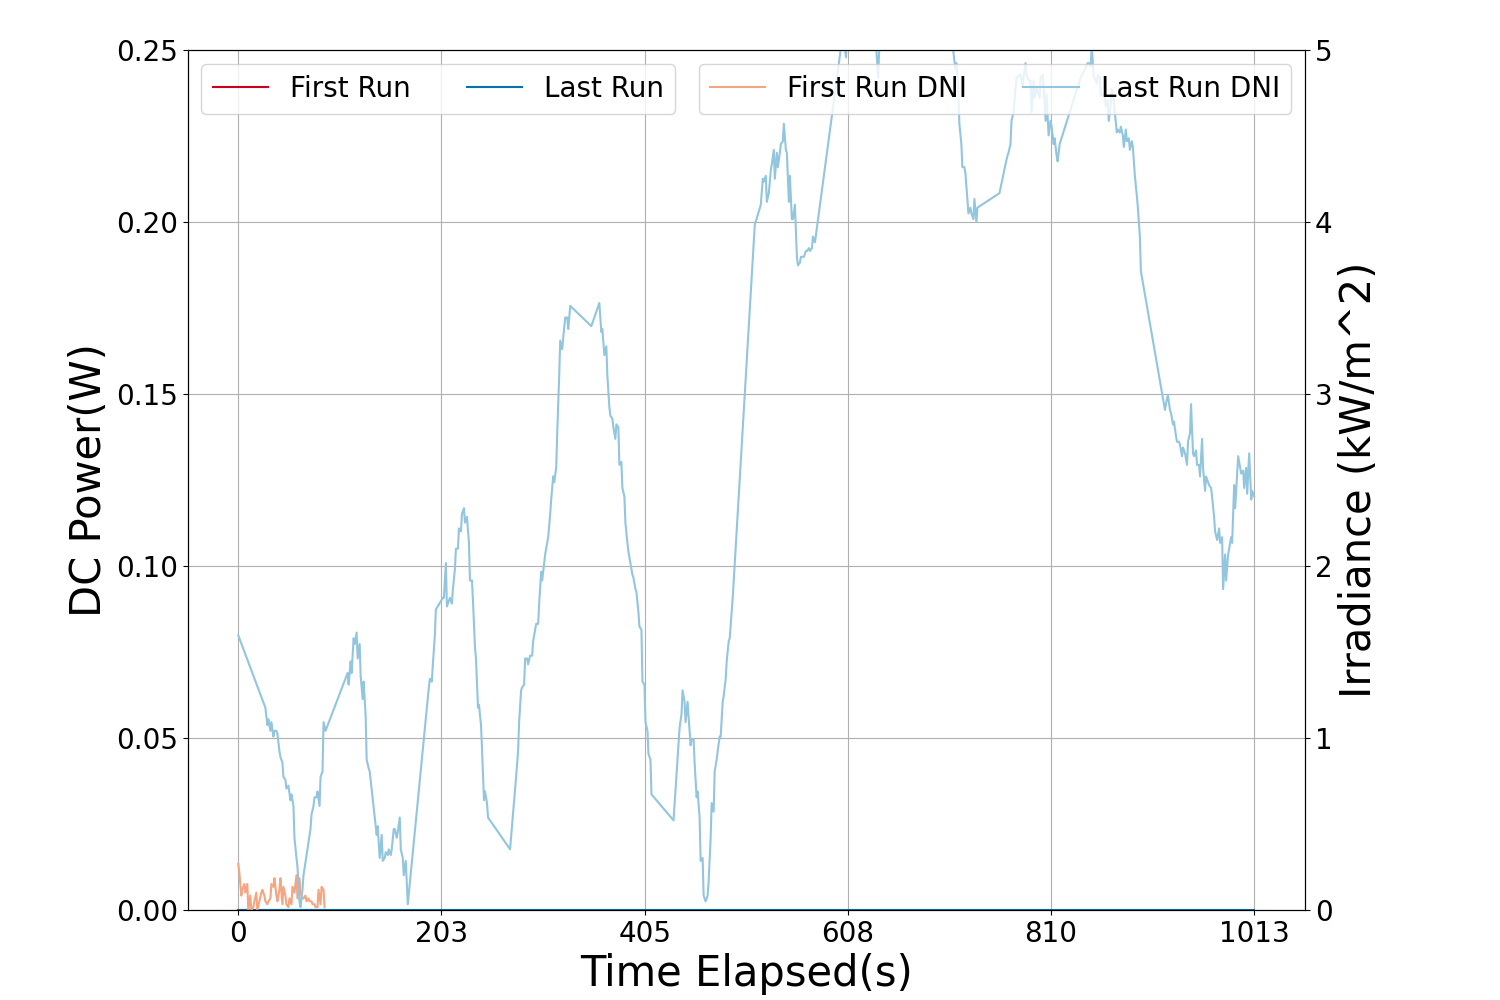 First Run
Last Run
First Run DNI
Last Run DNI
DC Power(W)
0.25
0.20
0.15
0.10
0.05
0.00
5
4
3
2
1
0
Irradiance (kW/m^2)
0 203 405 608 810 1013
Time Elapsed(s)